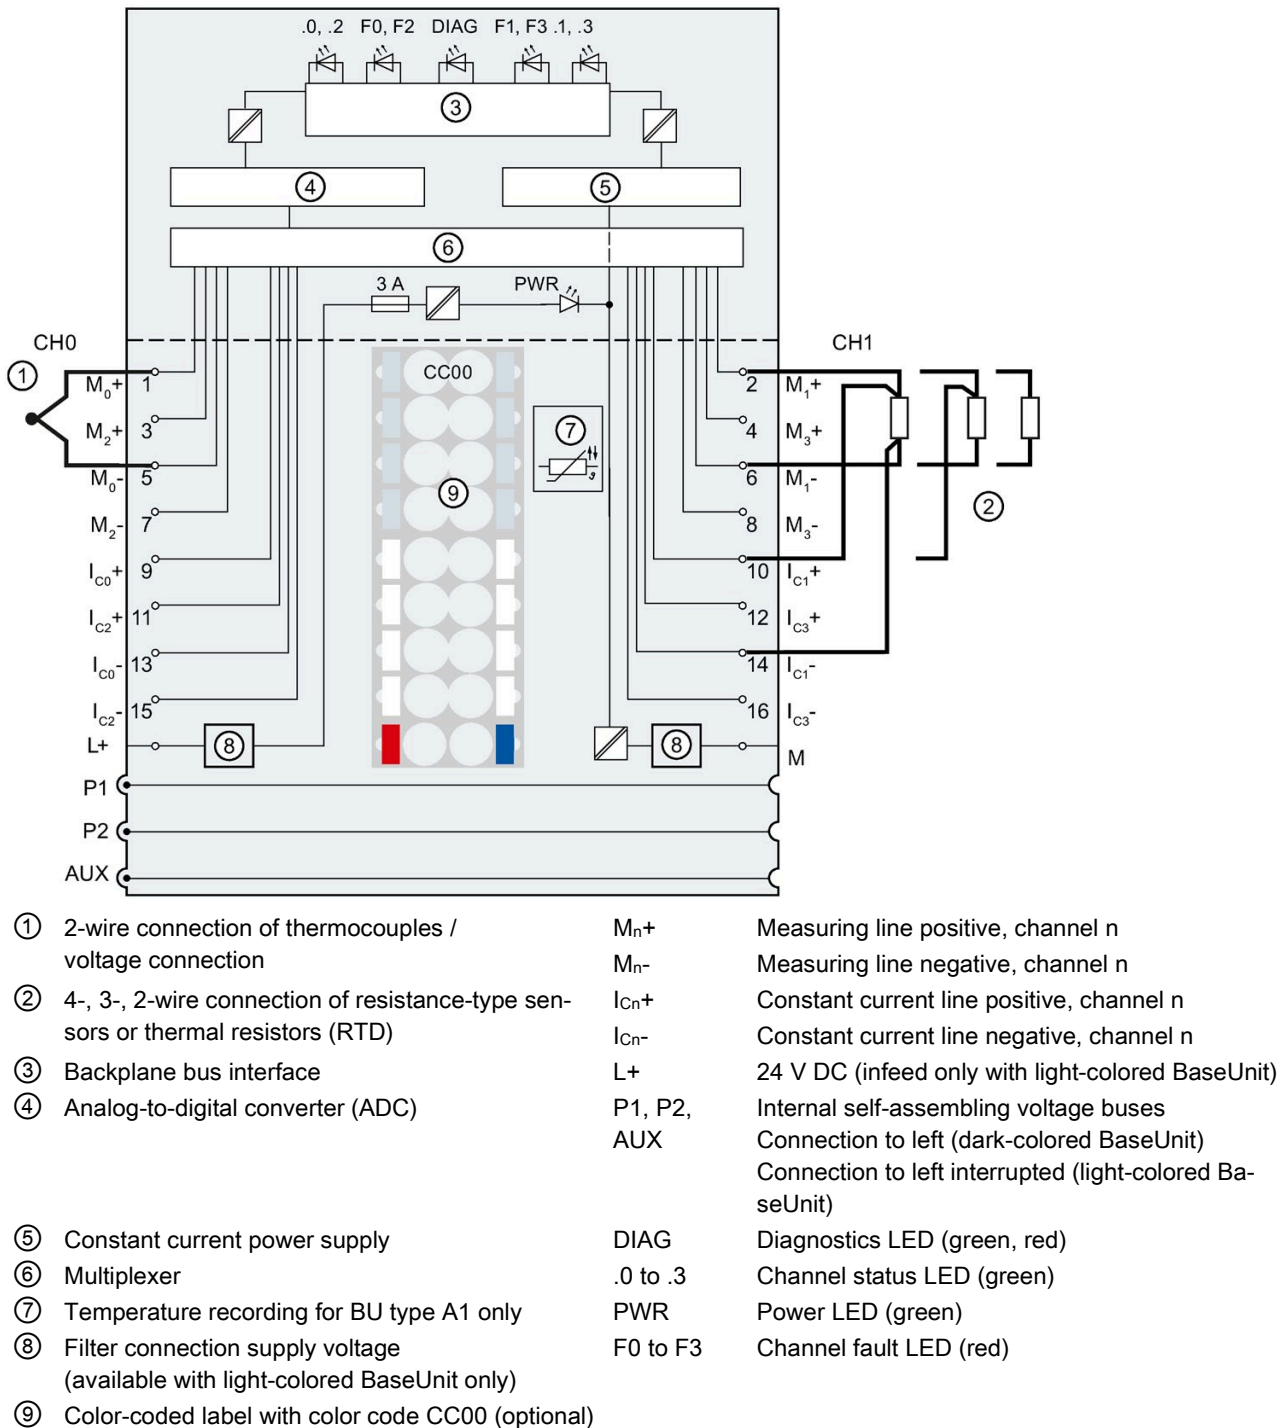 .0, .2 F0, F2 DIAG F1, F3 .1, .3
③
④ ⑤
⑥
3 A PWR
CH0 CH1
① CC00
M0+ 1 2 M1+
M2+ 3 ⑦ 4 M3+
M0- 5 ⑨ 6 M1-
②
M2- 7 8 M3-
IC0+ 9 10 IC1+
IC2+ 11 12 IC3+
IC0- 13 14 IC1-
IC2- 15 16 IC3-
L+ ⑧ ⑧ M
P1
P2
AUX
① 2-wire connection of thermocouples /
voltage connection
② 4-, 3-, 2-wire connection of resistance-type sen-
sors or thermal resistors (RTD)
③ Backplane bus interface
④ Analog-to-digital converter (ADC)
⑤ Constant current power supply
⑥ Multiplexer
⑦ Temperature recording for BU type A1 only
⑧ Filter connection supply voltage
(available with light-colored BaseUnit only)
⑨ Color-coded label with color code CC00 (optional)
Mn+ Measuring line positive, channel n
Mn- Measuring line negative, channel n
ICn+ Constant current line positive, channel n
ICn- Constant current line negative, channel n
L+ 24 V DC (infeed only with light-colored BaseUnit)
P1, P2, Internal self-assembling voltage buses
AUX Connection to left (dark-colored BaseUnit)
Connection to left interrupted (light-colored Ba-
seUnit)
DIAG Diagnostics LED (green, red)
.0 to .3 Channel status LED (green)
PWR Power LED (green)
F0 to F3 Channel fault LED (red)